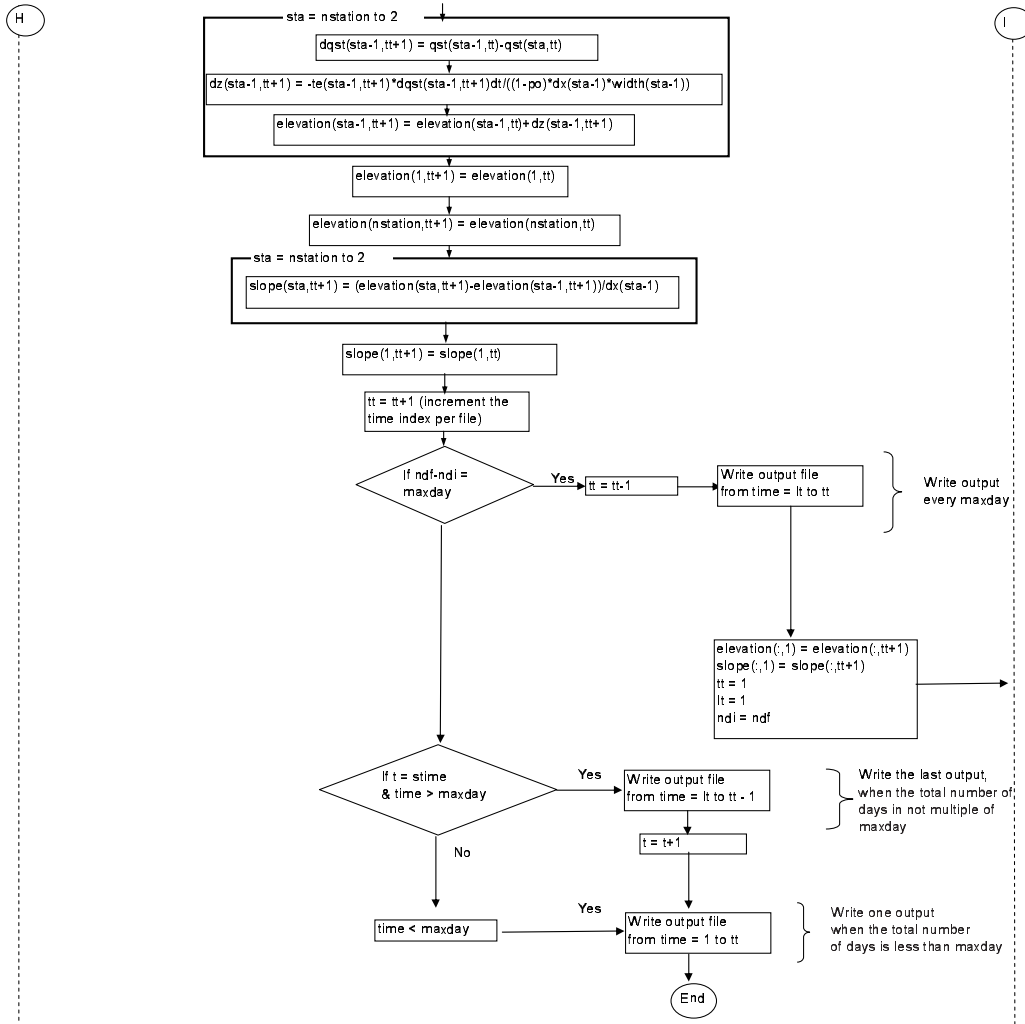 H
I
sta = nstation to 2
dqst(sta-1,tt+1) = qst(sta-1,tt)-qst(sta,tt)
dz(sta-1,tt+1) = -te(sta-1,tt+1)*dqst(sta-1,tt+1)dt/((1-po)*dx(sta-1)*width(sta-1))
elevation(sta-1,tt+1) = elevation(sta-1,tt)+dz(sta-1,tt+1)
elevation(1,tt+1) = elevation(1,tt)
elevation(nstation,tt+1) = elevation(nstation,tt)
sta = nstation to 2
slope(sta,tt+1) = (elevation(sta,tt+1)-elevation(sta-1,tt+1))/dx(sta-1)
slope(1,tt+1) = slope(1,tt)
tt = tt+1 (increment the
time index per file)
If ndf-ndi =
maxday
Yes
tt = tt-1
Write output file
from time = lt to tt
Write output
every maxday
elevation(:,1) = elevation(:,tt+1)
slope(:,1) = slope(:,tt+1)
tt = 1
lt = 1
ndi = ndf
If t = stime
& time > maxday
Yes
Write output file
from time = lt to tt - 1
Write the last output,
when the total number of
days in not multiple of
maxday
No
t = t+1
time < maxday
Yes
Write output file
from time = 1 to tt
Write one output
when the total number
of days is less than maxday
End